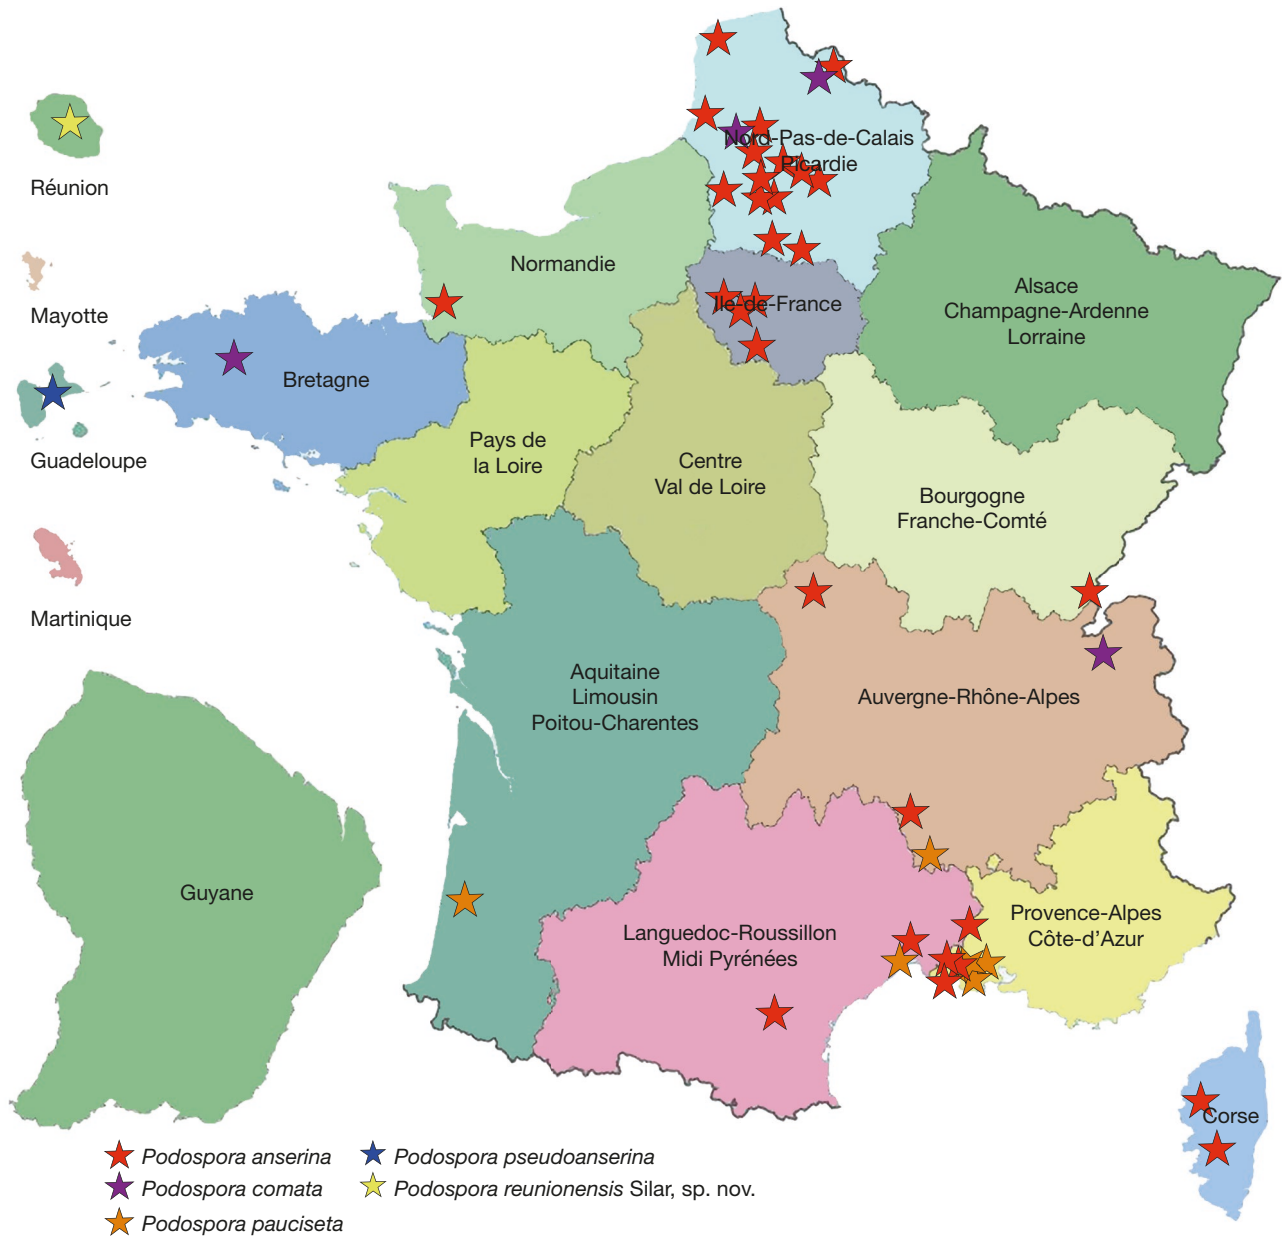 Réunion
Mayotte
Guadeloupe
Martinique
Guyane
Nord-Pas-de-Calais
Picardie
Normandie
Ile-de-France
Alsace
Champagne-Ardenne
Lorraine
Bretagne
Pays de
la Loire
Centre
Val de Loire
Bourgogne
Franche-Comté
Aquitaine
Limousin
Poitou-Charentes
Auvergne-Rhône-Alpes
Languedoc-Roussillon
Midi Pyrénées
Provence-Alpes
Côte-d'Azur
Corse
Podospora anserina
Podospora comata
Podospora pauciseta
Podospora pseudoanserina
Podospora reunionensis Silar, sp. nov.